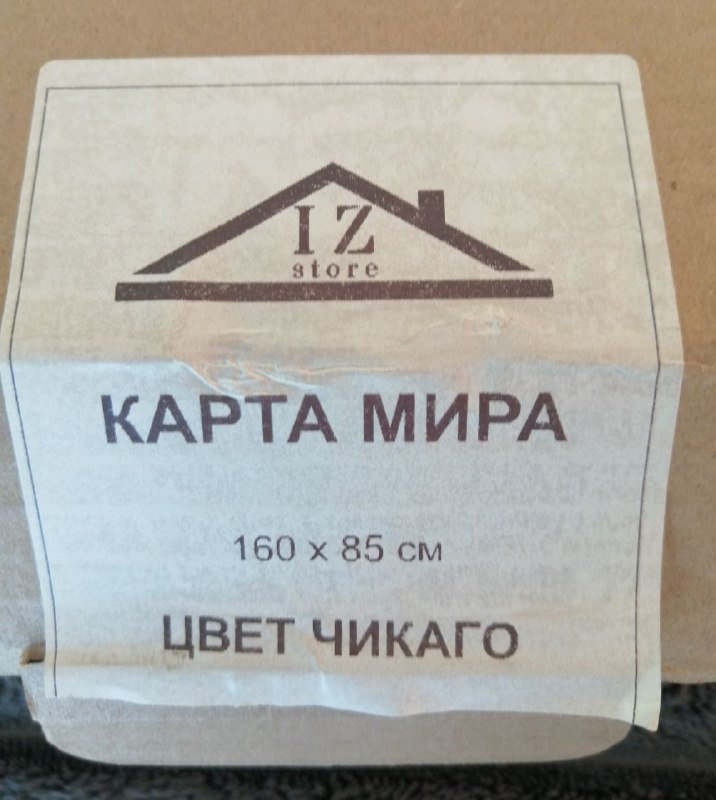 IZ
store
КАРТА МИРА
160 х 85 см
ЦВЕТ ЧИКАГО